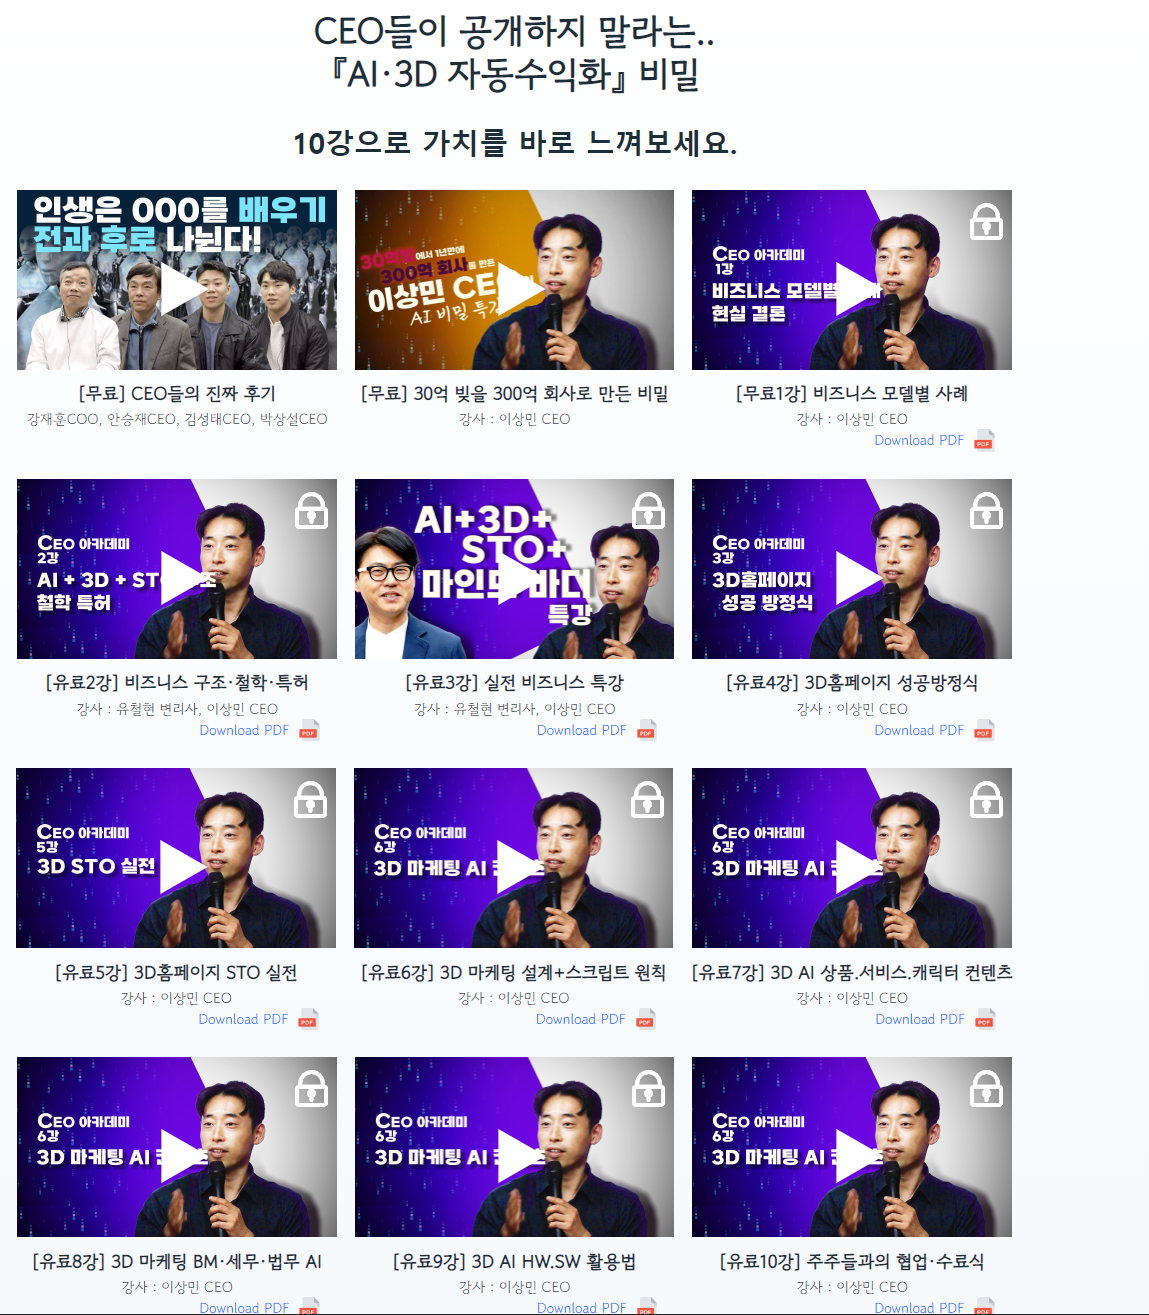 CEO들이 공개하지 말라는..
『AI·3D 자동수익화』 비밀
10강으로 가치를 바로 느껴보세요.
인생은 OOO를 배우기
전과 후로 나뉜다!
에서 1년만에
300억 회사를 만든
이상민
AI 비밀
CEO 아카데미
1강
비즈니스 모델별
현실 결론
[무료] CEO들의 진짜 후기
강재훈COO, 안승재CEO, 김성태CEO, 박상설CEO
[무료] 30억 빚을 300억 회사로 만든 비밀
강사 : 이상민 CEO
[무료1강] 비즈니스 모델별 사례
강사 : 이상민 CEO
Download PDF
PDF
CEO 아카데미
2강
AI + 3D +
철학 특허
AI+3D+
STO+
마인드 바디
특강
CEO 아카데미
3강
3D홈페이지
성공 방정식
[유료2강] 비즈니스 구조·철학·특허
강사 : 유철현 변리사, 이상민 CEO
Download PDF
PDF
[유료3강] 실전 비즈니스 특강
강사 : 유철현 변리사, 이상민 CEO
Download PDF
PDF
[유료4강] 3D홈페이지 성공방정식
강사 : 이상민 CEO
Download PDF
PDF
CEO 아카데미
5강
3D STO 실전
CEO 아카데미
6강
3D 마케팅 AI
CEO 아카데미
6강
3D 마케팅 AI
[유료5강] 3D홈페이지 STO 실전
강사 : 이상민 CEO
Download PDF
PDF
[유료6강] 3D 마케팅 설계+스크립트 원칙
강사 : 이상민 CEO
Download PDF
PDF
[유료7강] 3D AI 상품.서비스.캐릭터 컨텐츠
강사 : 이상민 CEO
Download PDF
PDF
CEO 아카데미
6강
3D 마케팅 AI
CEO 아카데미
6강
3D 마케팅 AI
CEO 아카데미
6강
3D 마케팅 AI
[유료8강] 3D 마케팅 BM·세무·법무 AI
강사 : 이상민 CEO
Download PDF
PDF
[유료9강] 3D AI HW.SW 활용법
강사 : 이상민 CEO
Download PDF
PDF
[유료10강] 주주들과의 협업·수료식
강사 : 이상민 CEO
Download PDF
PDF